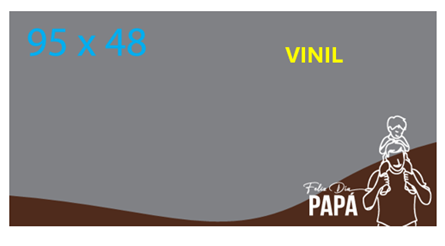 95 x 48
VINIL
Feliz Día
PAPÁ